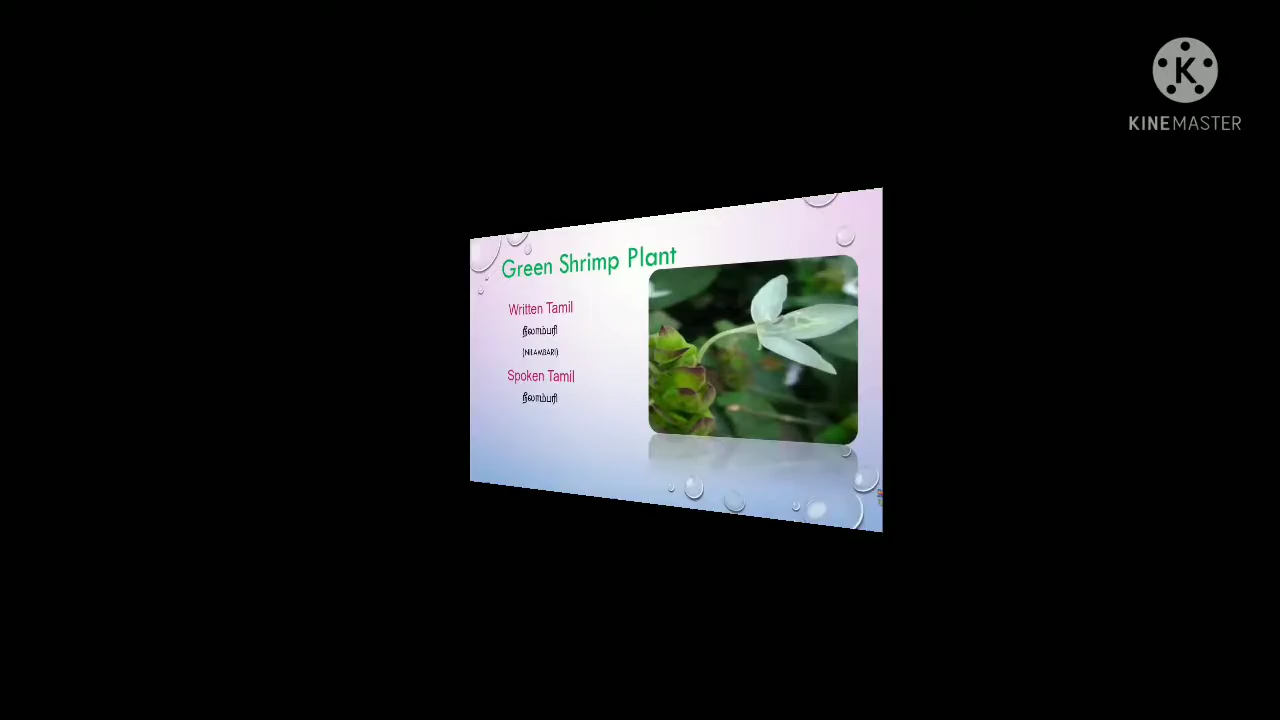 KINEMASTER
Green Shrimp Plant
Written Tamil
நீலாம்பரி
(NILAMBARI)
Spoken Tamil
நீலாம்பரி